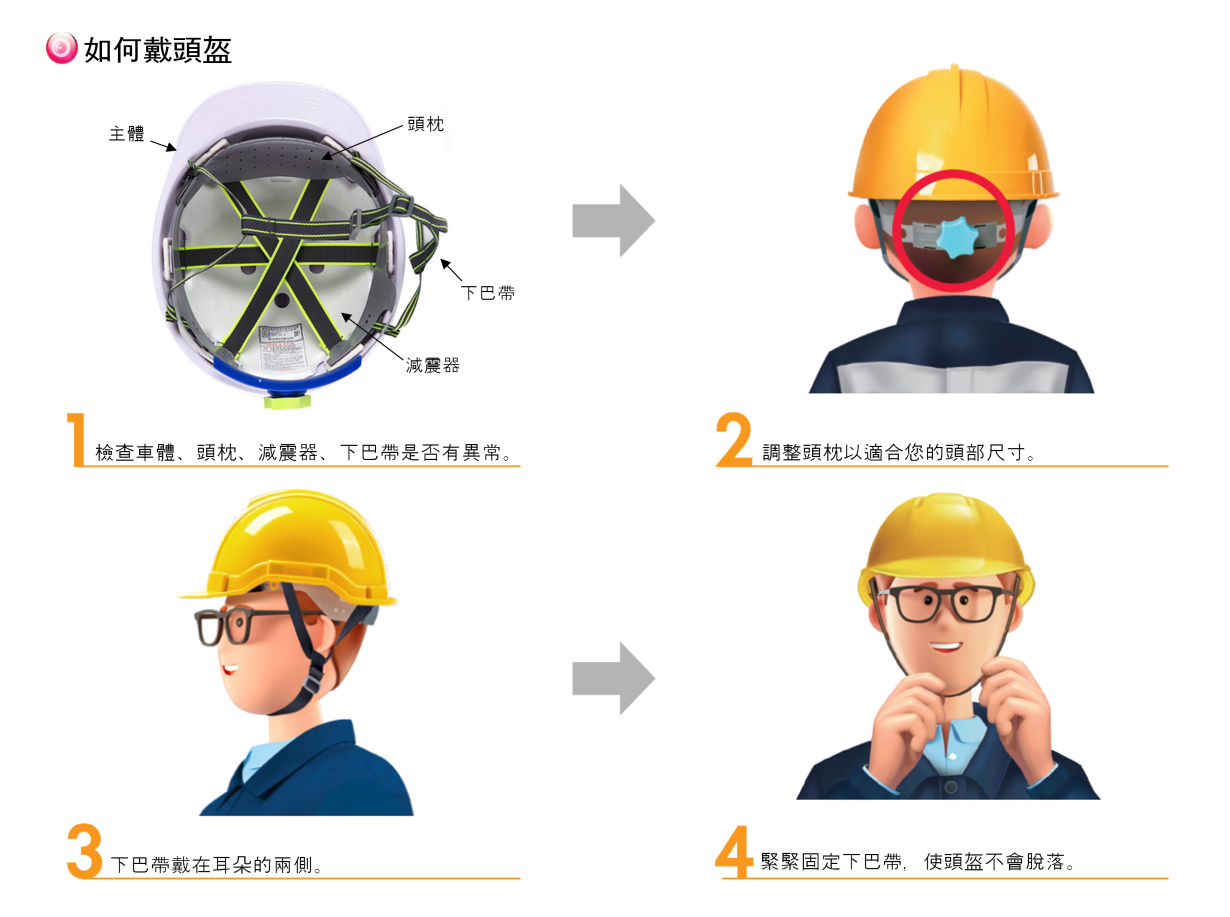 如何戴頭盔
主體
頭枕
下巴帶
減震器
1 檢查車體、頭枕、減震器、下巴帶是否有異常。
2 調整頭枕以適合您的頭部尺寸。
3 下巴帶戴在耳朵的兩側。
4 緊緊固定下巴帶，使頭盔不會脫落。